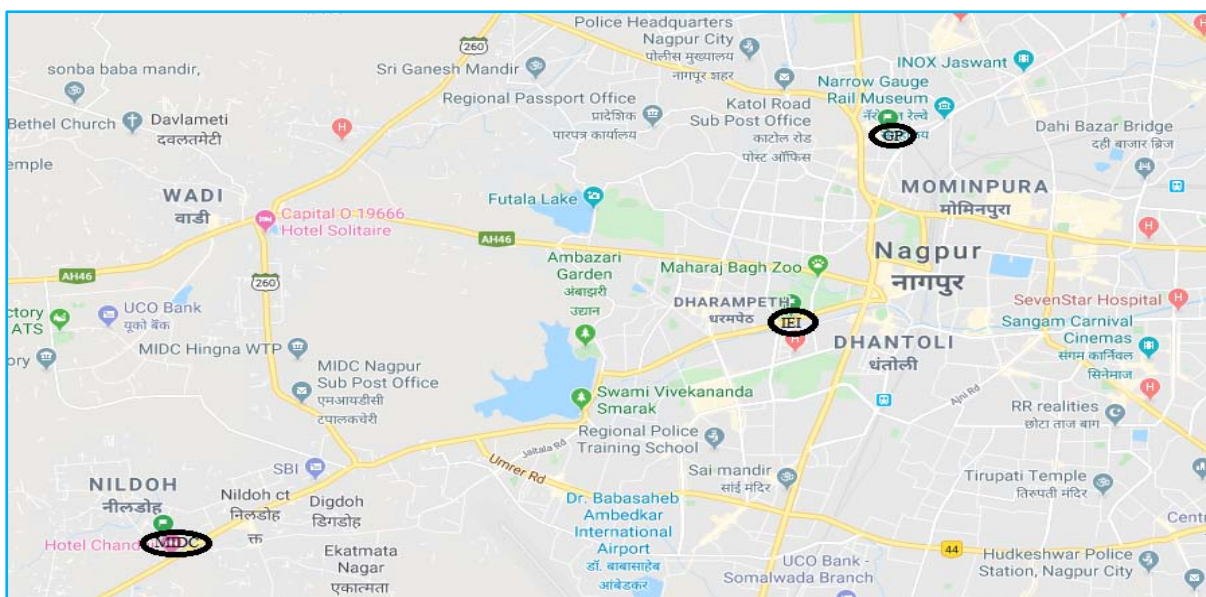 Police Headquarters
Nagpur City
पोलीस मुख्यालय
नागपुर शहर
260
sonba baba mandir,
Sri Ganesh Mandir
INOX Jaswant
Narrow Gauge
Rail Museum
Regional Passport Office
प्रादेशिक
पारपत्र कार्यालय
Katol Road
Sub Post Office
काटोल रोड
पोस्ट ऑफिस
GP
Bethel Church
Davlameti
दवलतमेटी
H
Dahi Bazar Bridge
दही बाजार ब्रिज
emple
WADI
वाडी
Futala Lake
MOMINPURA
मोमिनपुरा
Capital O 19666
Hotel Solitaire
AH46
H
Ambazari
Garden
अंबाझरी
उद्यान
Maharaj Bagh Zoo
Nagpur
नागपुर
AH46
260
DHARAMPETH
धरमपेठ
IEI
SevenStar Hospital
H
ctory
ATS
UCO Bank
यूको बैंक
Sangam Carnival
Cinemas
संगम कार्निवल
सिनेमाज
DHANTOLI
धंतोली
H
ory
MIDC Hingna WTP
MIDC Nagpur
Sub Post Office
एमआयडीसी
टपालकचेरी
Swami Vivekananda
Smarak
Ajni Rd
H
RR realities
छोटा ताज बाग
Regional Police
Training School
Jaitala Rd
Umrer Rd
SBI
Sai mandir
सांई मंदिर
Tirupati Temple
तिरुपती मंदिर
NILDOH
नीलडोह
Nildoh ct
निलडोह
क्त
Digdoh
डिगडोह
Dr. Babasaheb
Ambedkar
International
Airport
डॉ. बाबासाहेब
आंबेडकर
Centr
Hotel Chand
MIDC
Ekatmata
Nagar
एकात्मता
44
UCO Bank -
Somalwada Branch
Hudkeshwar Police
Station, Nagpur City